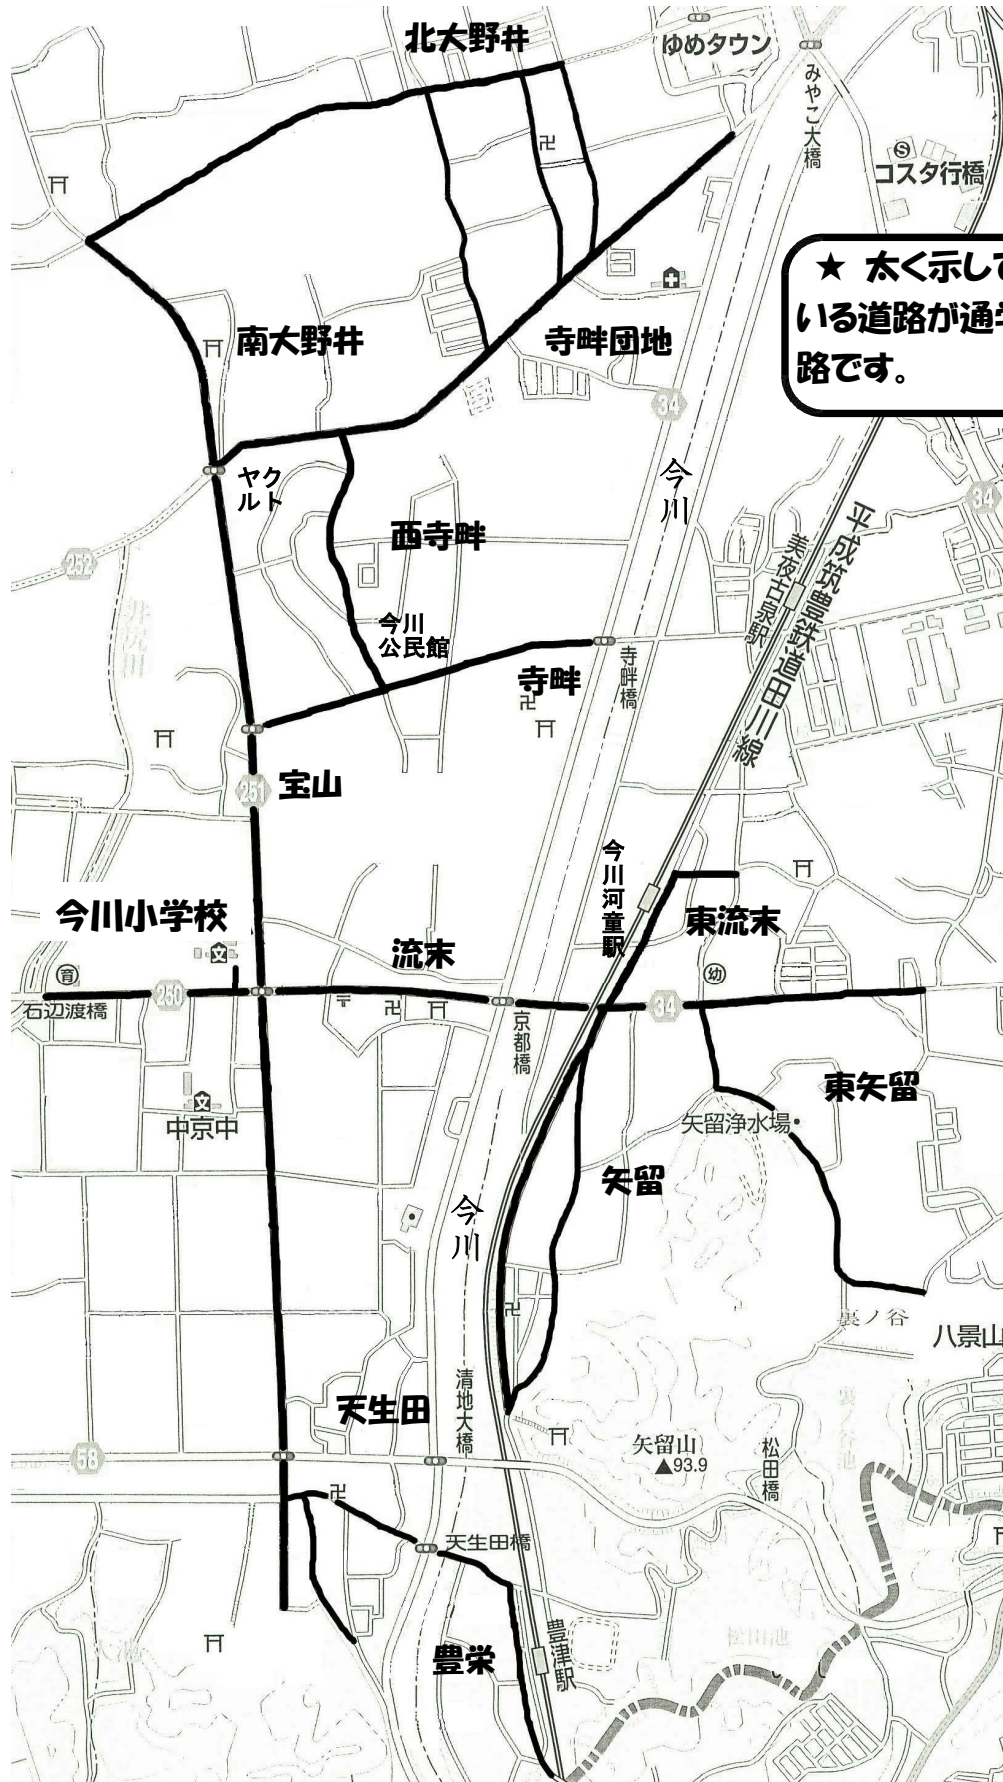 北大野井
ゆめタウン
みやこ大橋
コスタ行橋
★ 太く示して
いる道路が通学
路です。
南大野井
寺畔団地
34
今川
ヤク
ルト
34
西寺畔
252
平成筑豊鉄道田川線
美夜古泉駅
今川
公民館
寺畔
寺畔橋
宝山
251
今川河童駅
今川小学校
文
流末
東流末
育
幼
250
34
石辺渡橋
京都橋
東矢留
文
中京中
矢留浄水場
矢留
今川
裏ノ谷
八景山
清地大橋
天生田
矢留山
▲93.9
松田橋
58
天生田橋
豊栄
豊津駅
松田池